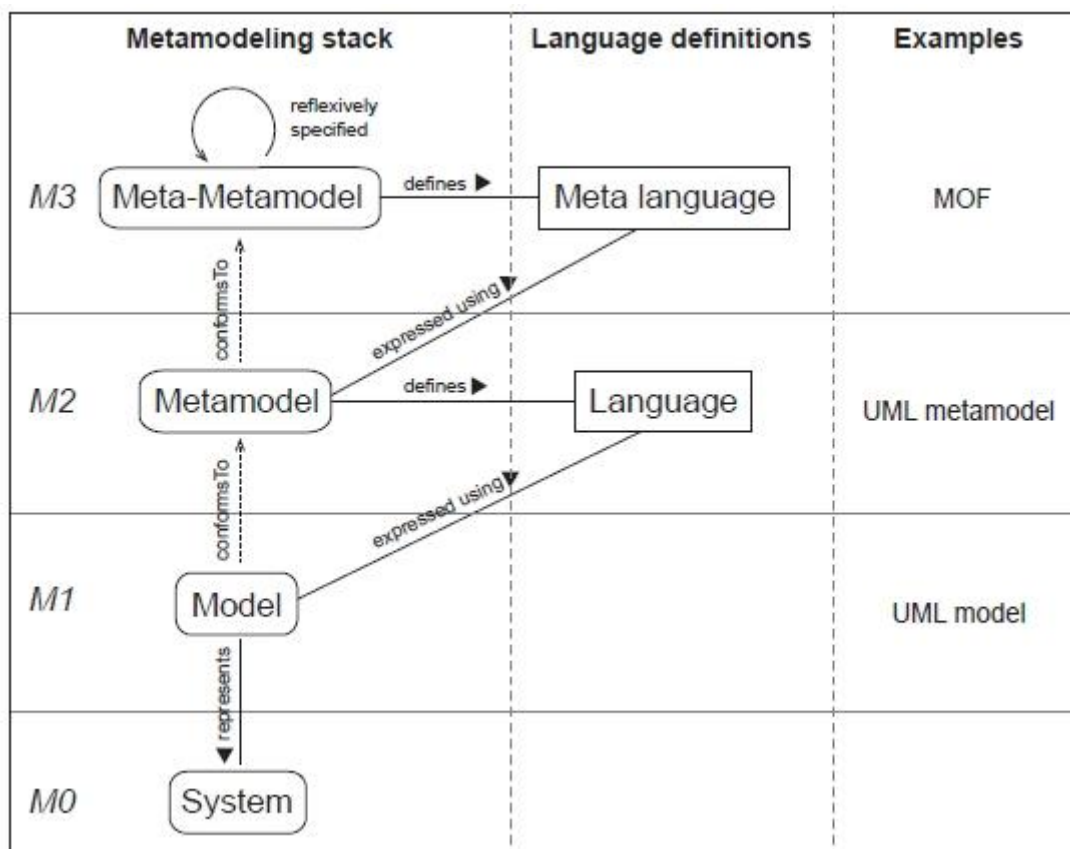 Metamodeling stack
Language definitions
Examples
reflexively
specified
M3
Meta-Metamodel
defines ▶
Meta language
MOF
conformsTo
expressed using ▼
M2
Metamodel
defines ▶
Language
UML metamodel
conformsTo
expressed using ▼
M1
Model
UML model
▼ represents
M0
System